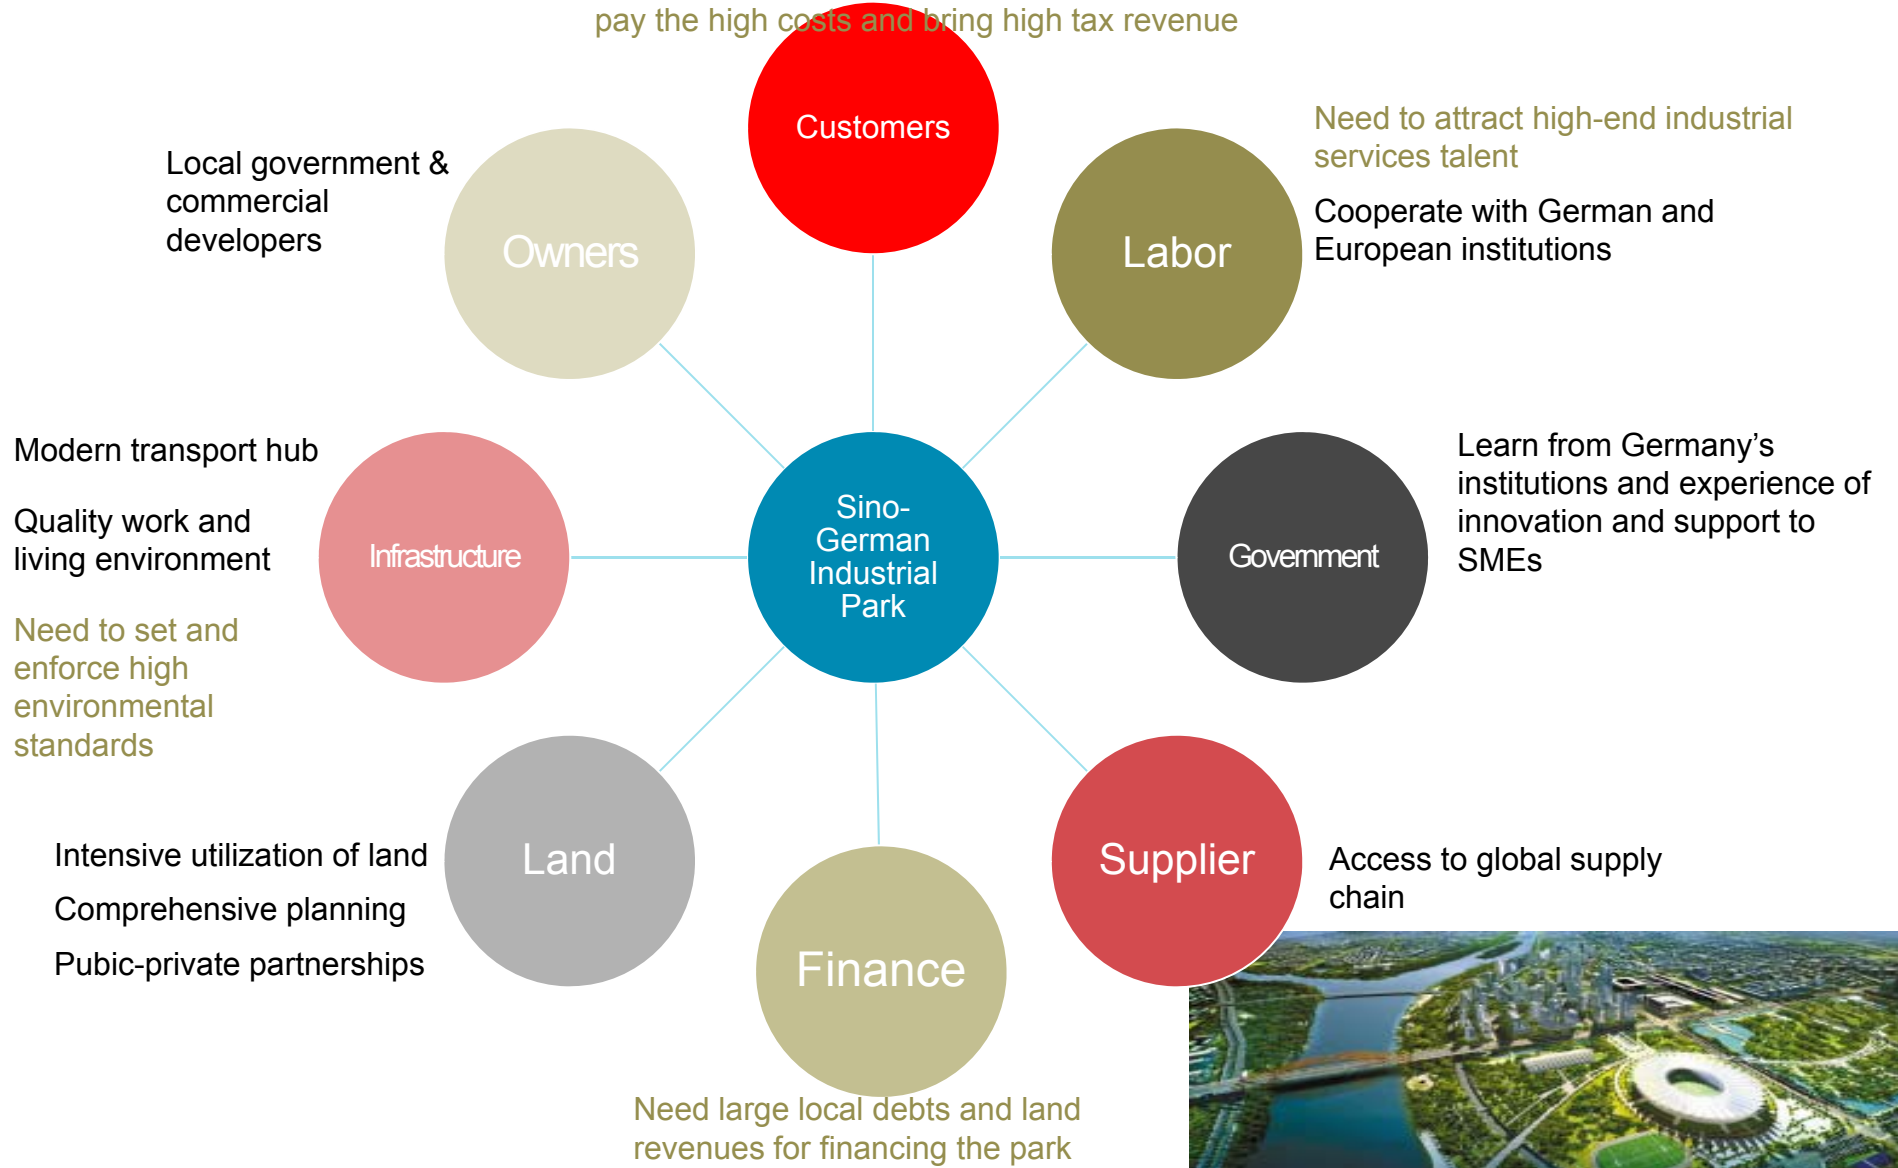 pay the high costs and bring high tax revenue
Customers
Need to attract high-end industrial
services talent
Cooperate with German and
European institutions
Labor
Local government &
commercial
developers
Owners
Modern transport hub
Quality work and
living environment
Need to set and
enforce high
environmental
standards
Infrastructure
Sino-
German
Industrial
Park
Government
Learn from Germany’s
institutions and experience of
innovation and support to
SMEs
Intensive utilization of land
Comprehensive planning
Pubic-private partnerships
Land
Finance
Need large local debts and land
revenues for financing the park
Supplier
Access to global supply
chain